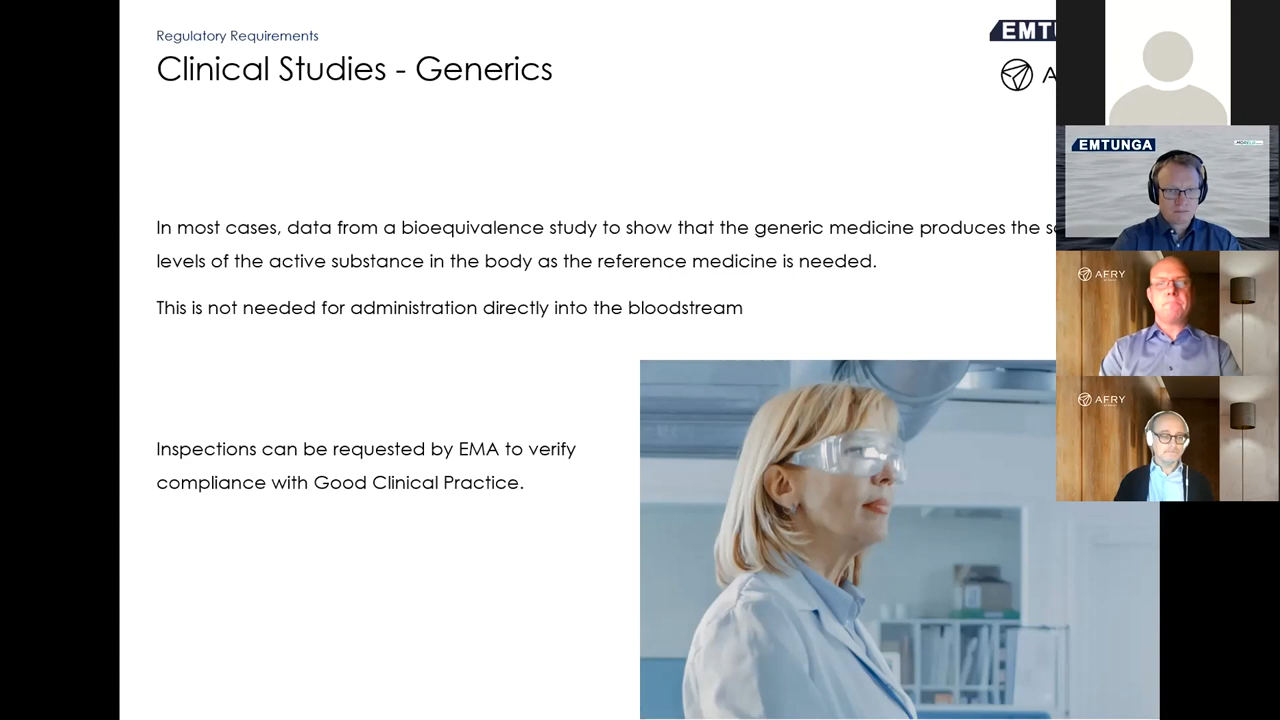 Regulatory Requirements
Clinical Studies - Generics
EMTUNGA
AFRY
AFRY
In most cases, data from a bioequivalence study to show that the generic medicine produces the
levels of the active substance in the body as the reference medicine is needed.
This is not needed for administration directly into the bloodstream
Inspections can be requested by EMA to verify
compliance with Good Clinical Practice.